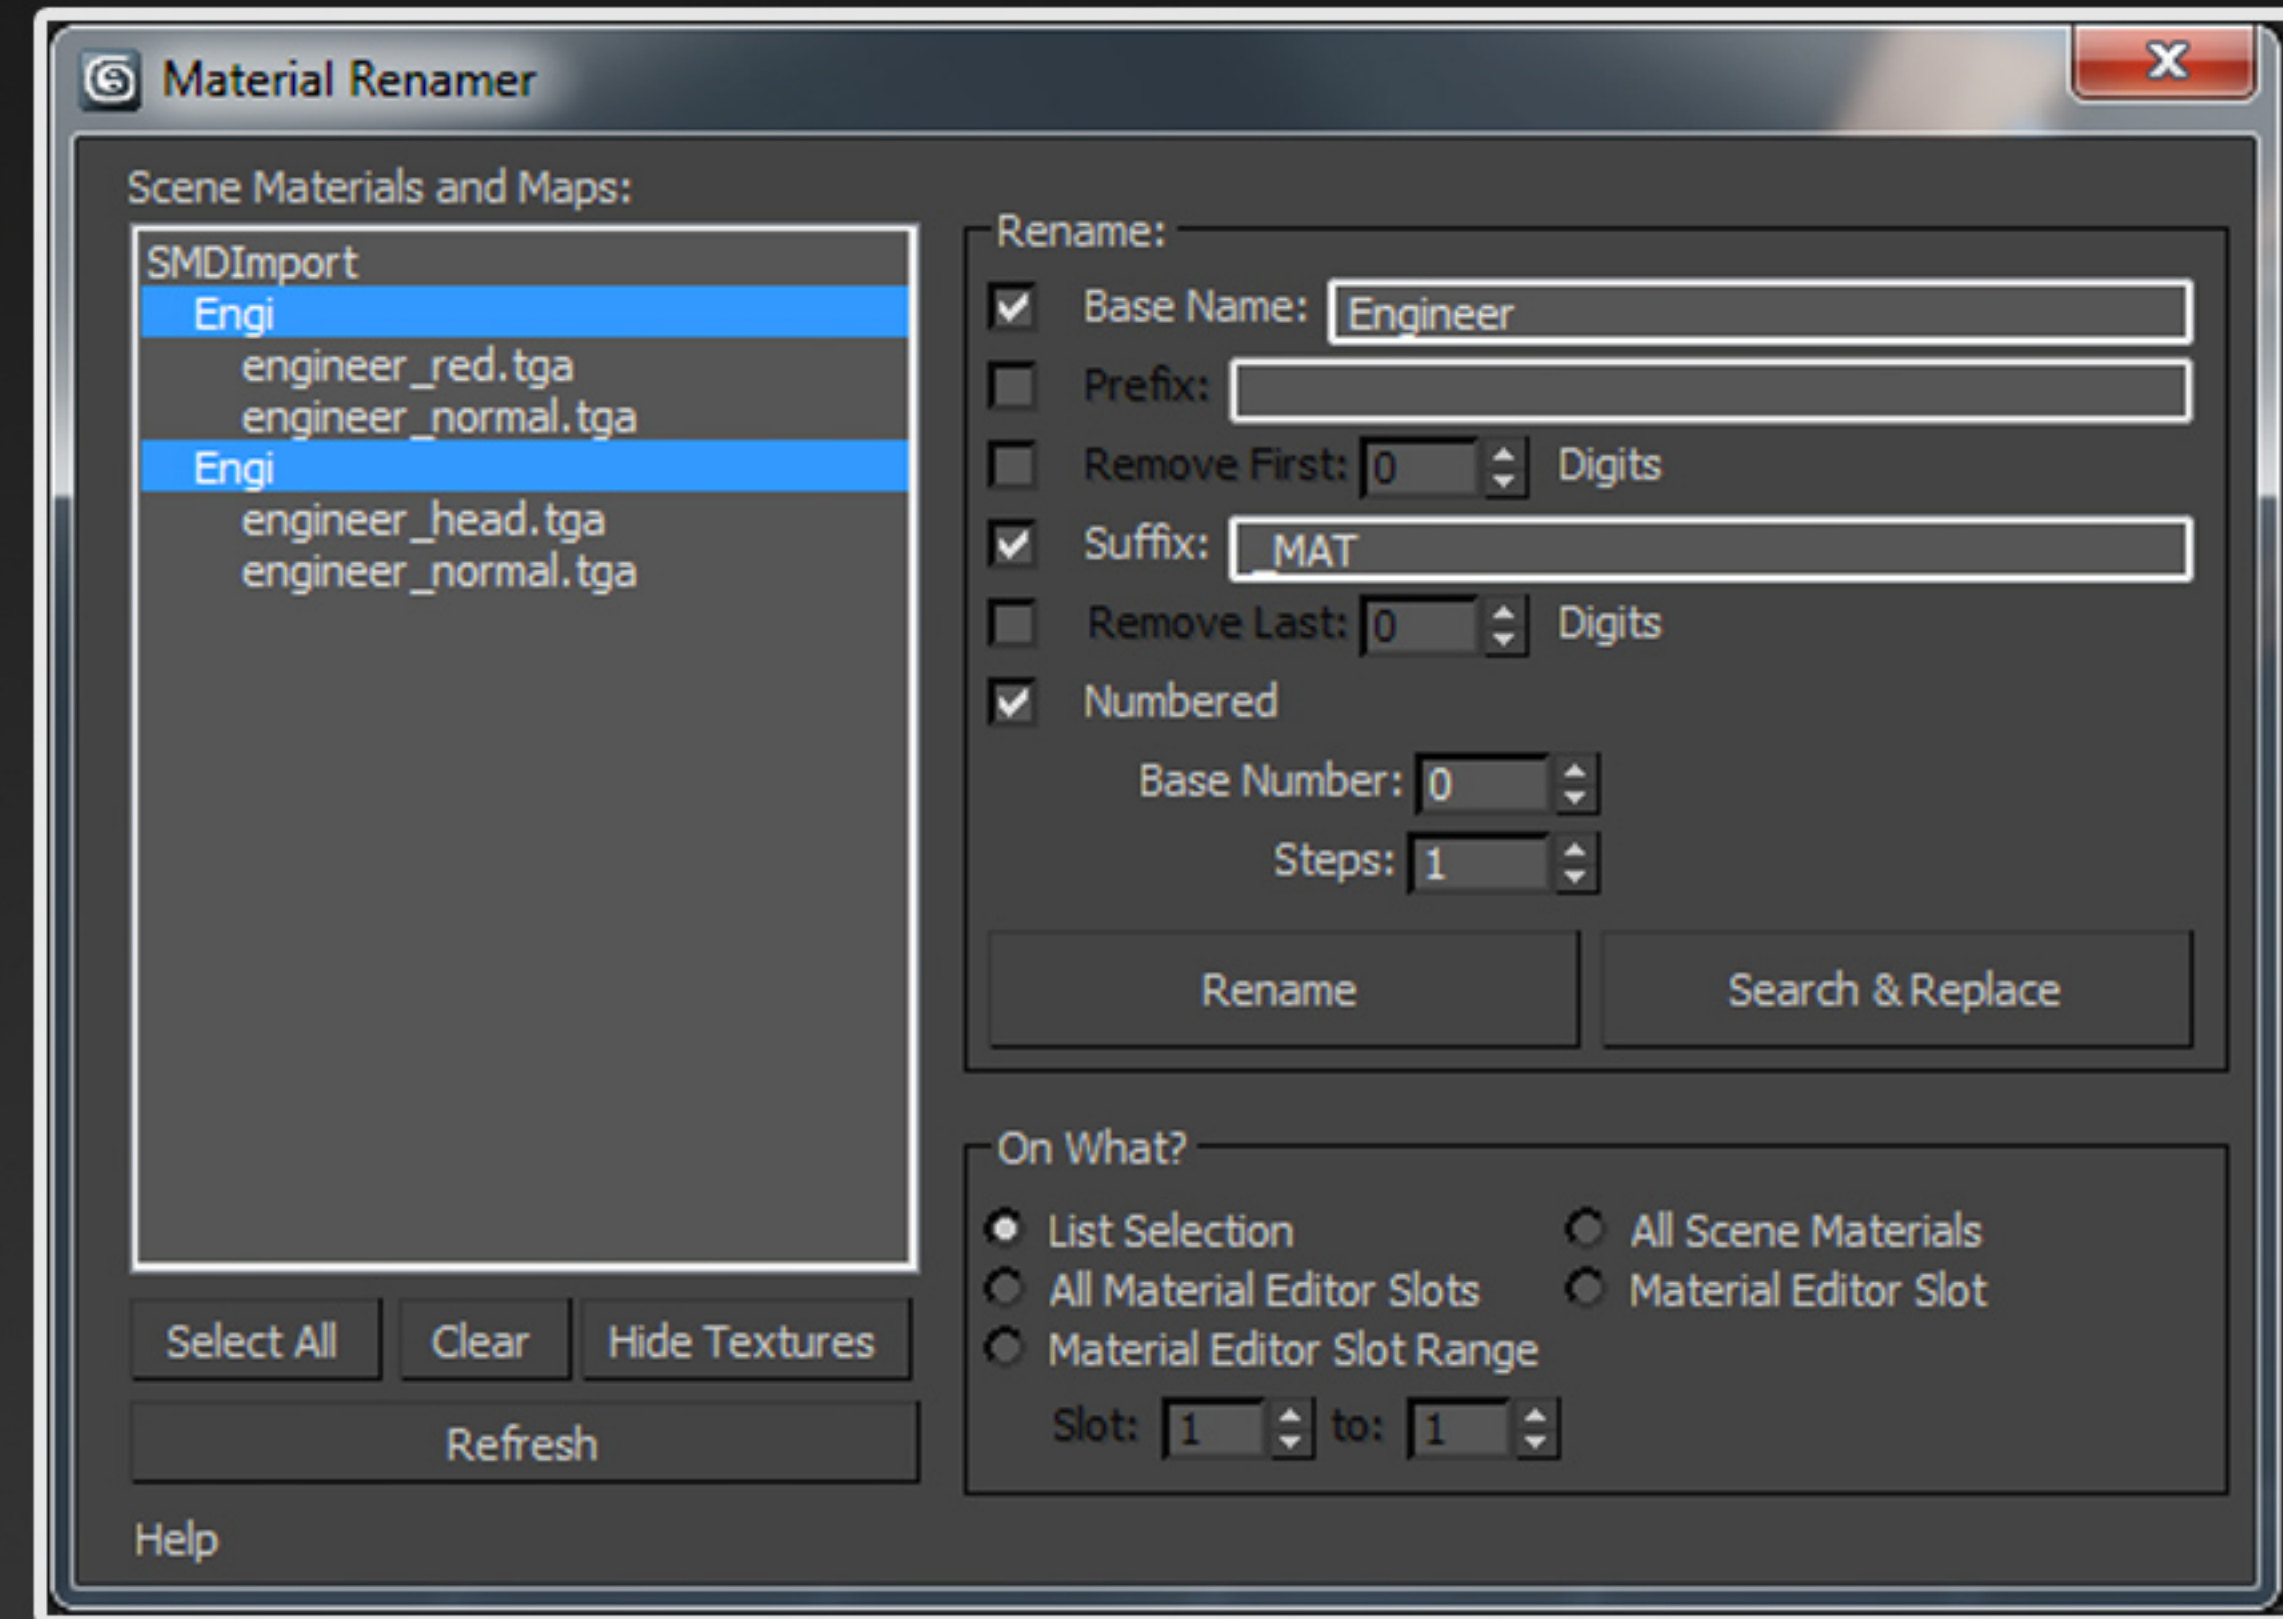 Material Renamer
Scene Materials and Maps:
SMDImport
Engi
engineer_red.tga
engineer_normal.tga
Engi
engineer_head.tga
engineer_normal.tga
Select All
Clear
Hide Textures
Refresh
Help
Rename:
Base Name: Engineer
Prefix:
Remove First: 0 Digits
Suffix: _MAT
Remove Last: 0 Digits
Numbered
Base Number: 0
Steps: 1
Rename
Search & Replace
On What?
List Selection
All Scene Materials
All Material Editor Slots
Material Editor Slot
Material Editor Slot Range
Slot: 1 to: 1